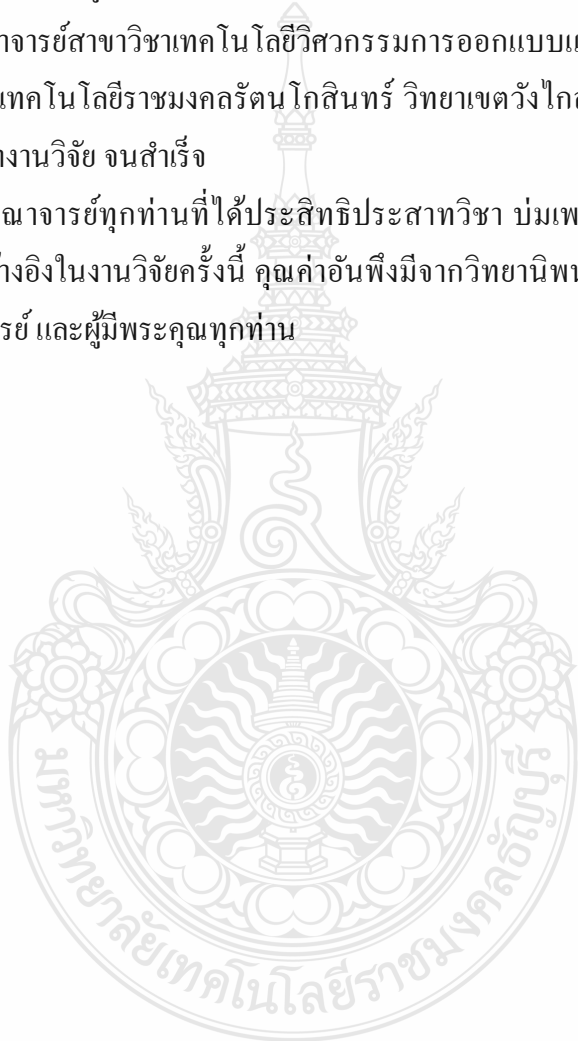 าจารย์สาขาวิชาเทคโนโลยีวิศวกรรมการออกแบบแ
เทคโนโลยีราชมงคลรัตนโกสินทร์ วิทยาเขตวังไกล
งานวิจัย จนสำเร็จ
ณาจารย์ทุกท่านที่ได้ประสิทธิประสาทวิชา บ่มเพ
างอิงในงานวิจัยครั้งนี้ คุณค่าอันพึงมีจากวิทยานิพน
รย์ และผู้มีพระคุณทุกท่าน
มหาวิทยาลัยเทคโนโลยีราชมงคลธัญบุรี